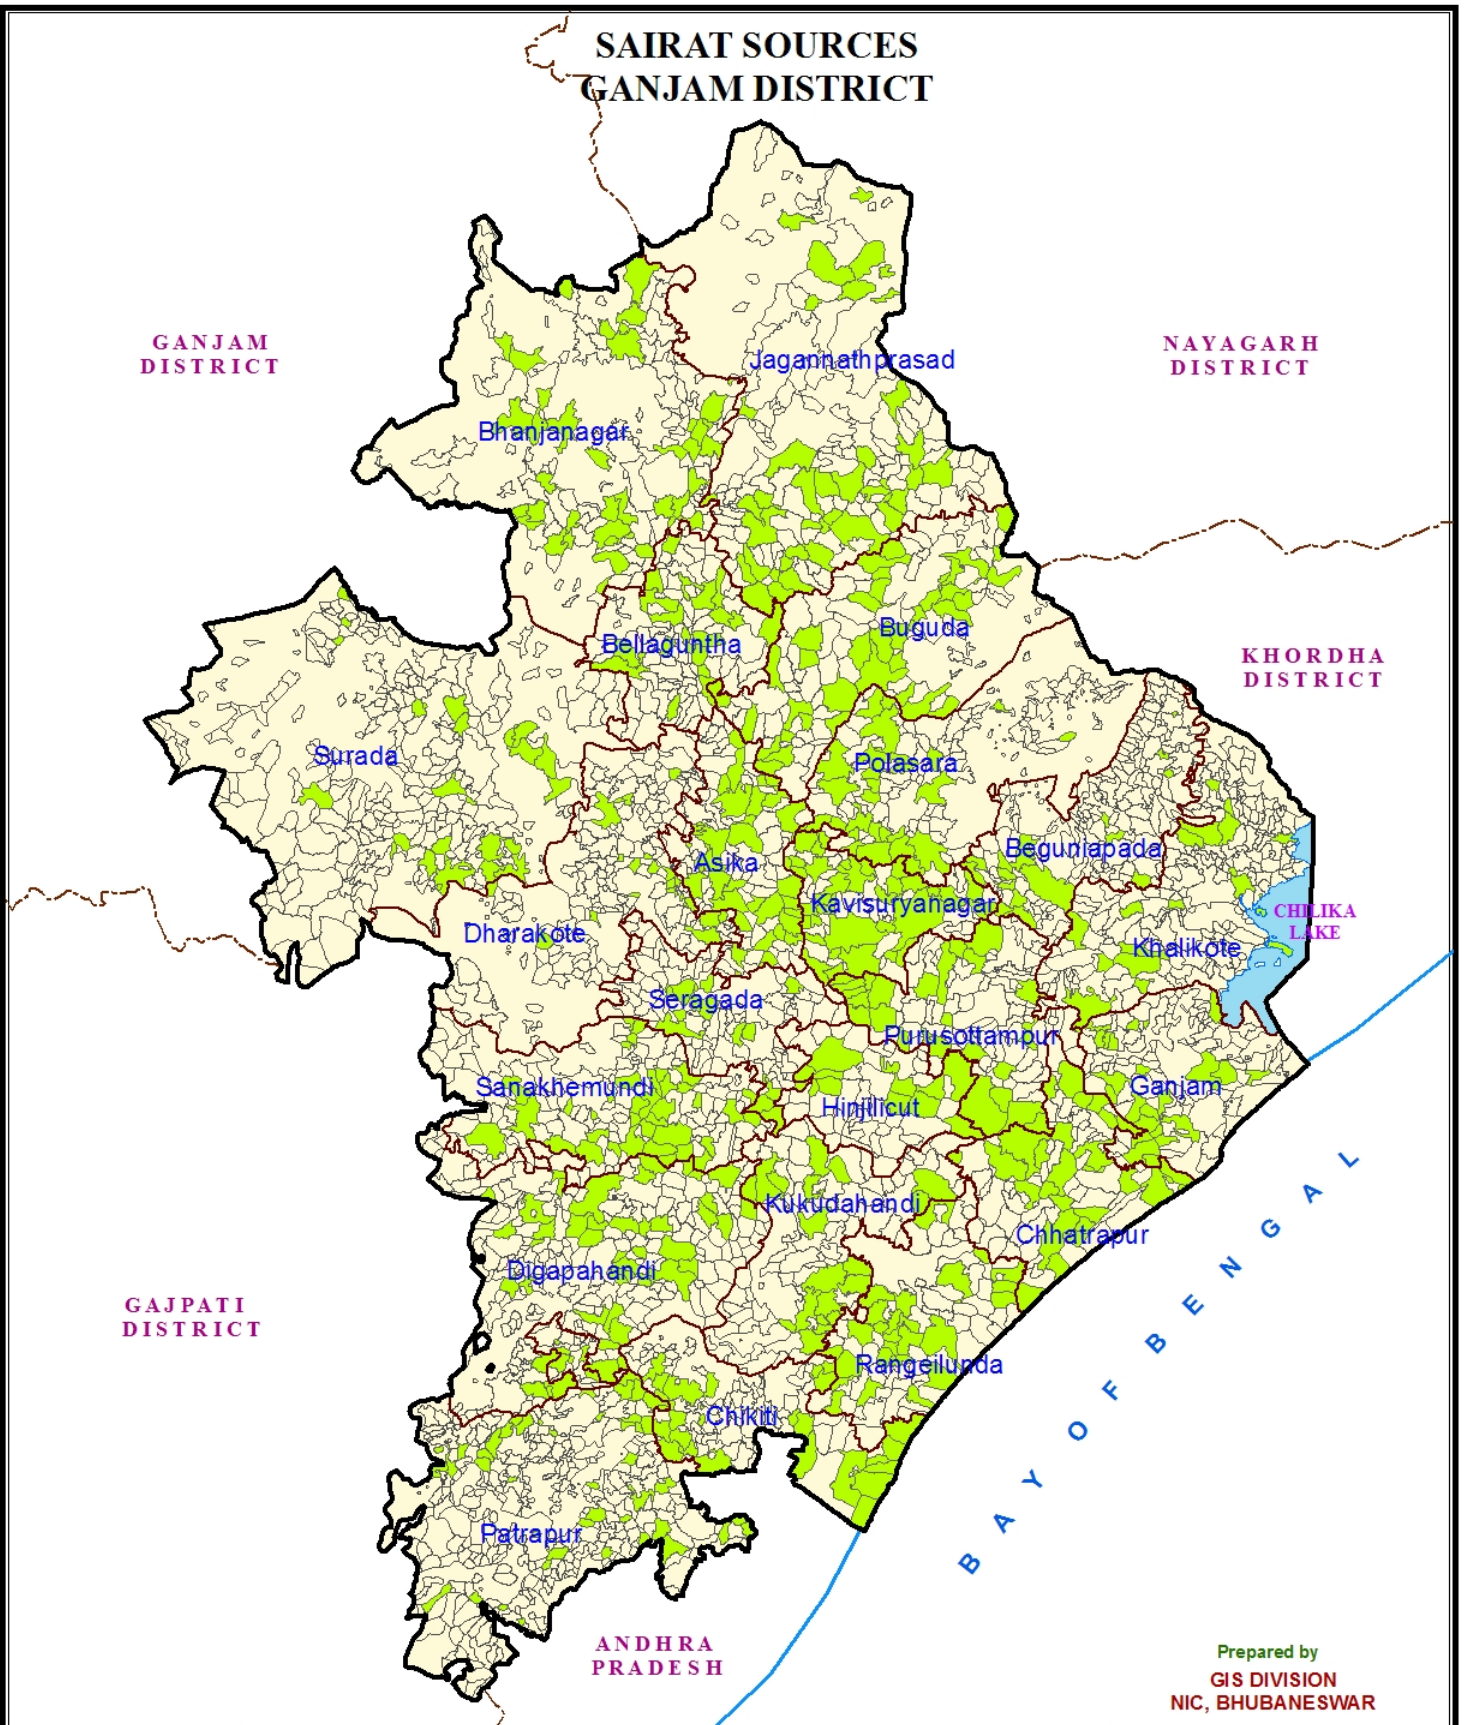 SAIRAT SOURCES
GANJAM DISTRICT
GANJAM
DISTRICT
NAYAGARH
DISTRICT
Jagannathprasad
Bhanjanagar
Buguda
Bellaguntha
KHORDHA
DISTRICT
Surada
Polasara
Beguniapada
Asika
Kavisuryanagar
CHILIKA
LAKE
Dharakote
Khalikote
Seragada
Purusottampur
Sanakhemundi
Ganjam
Hinjilicut
Kukudahandi
Chhatrapur
Digapahandi
GAJPATI
DISTRICT
Rangeilunda
Chikiti
BAY OF BENGAL
Patrapur
ANDHRA
PRADESH
Prepared by
GIS DIVISION
NIC, BHUBANESWAR